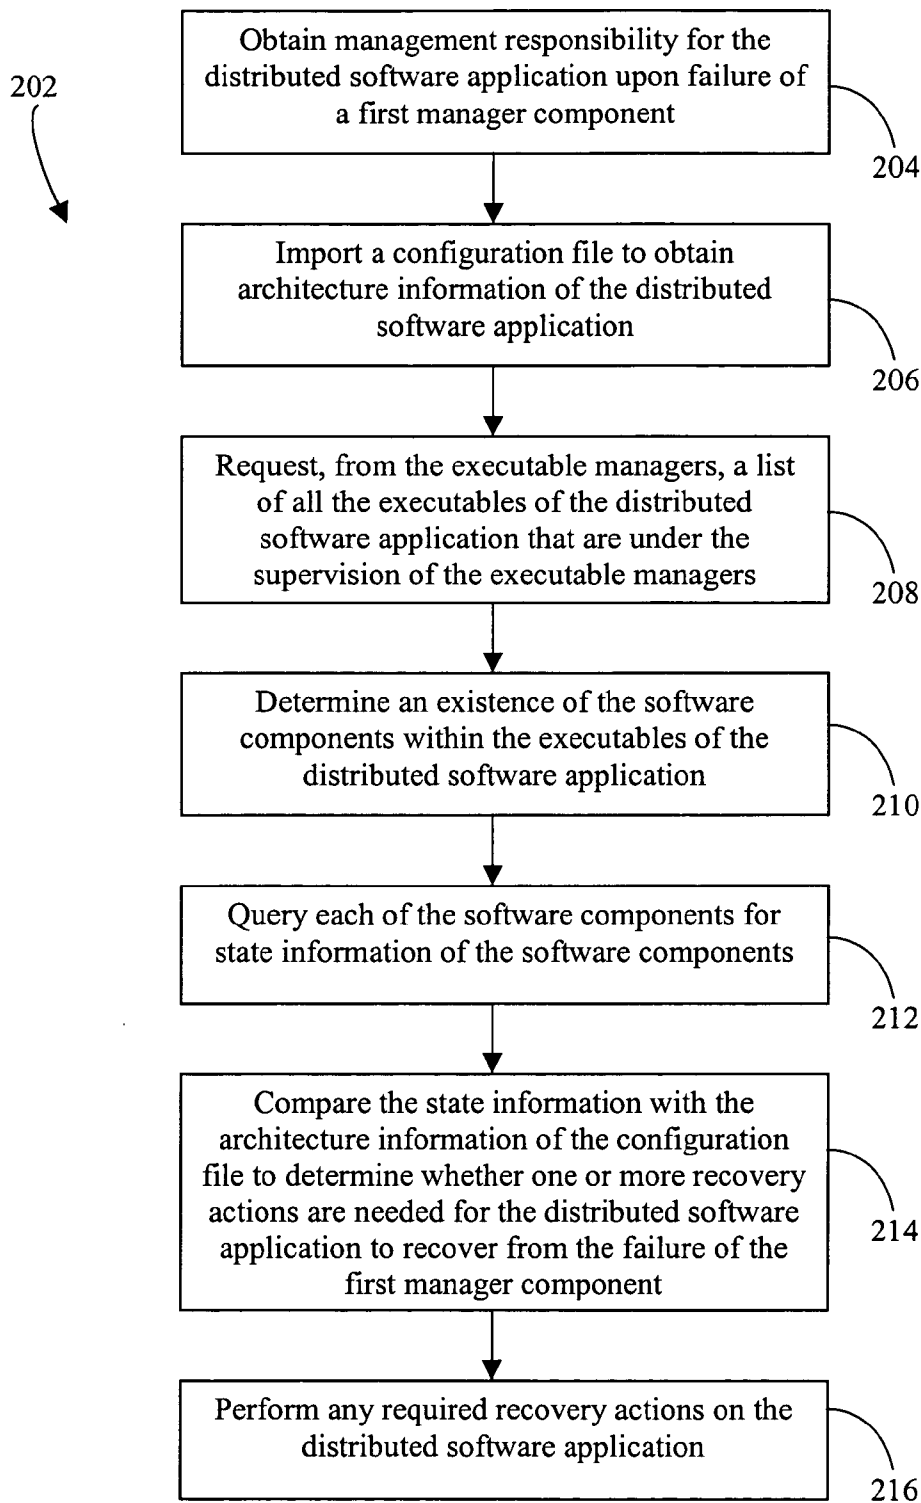 Obtain management responsibility for the
distributed software application upon failure of
a first manager component
202
204
Import a configuration file to obtain
architecture information of the distributed
software application
206
Request, from the executable managers, a list
of all the executables of the distributed
software application that are under the
supervision of the executable managers
208
Determine an existence of the software
components within the executables of the
distributed software application
210
Query each of the software components for
state information of the software components
212
Compare the state information with the
architecture information of the configuration
file to determine whether one or more recovery
actions are needed for the distributed software
application to recover from the failure of the
first manager component
214
Perform any required recovery actions on the
distributed software application
216